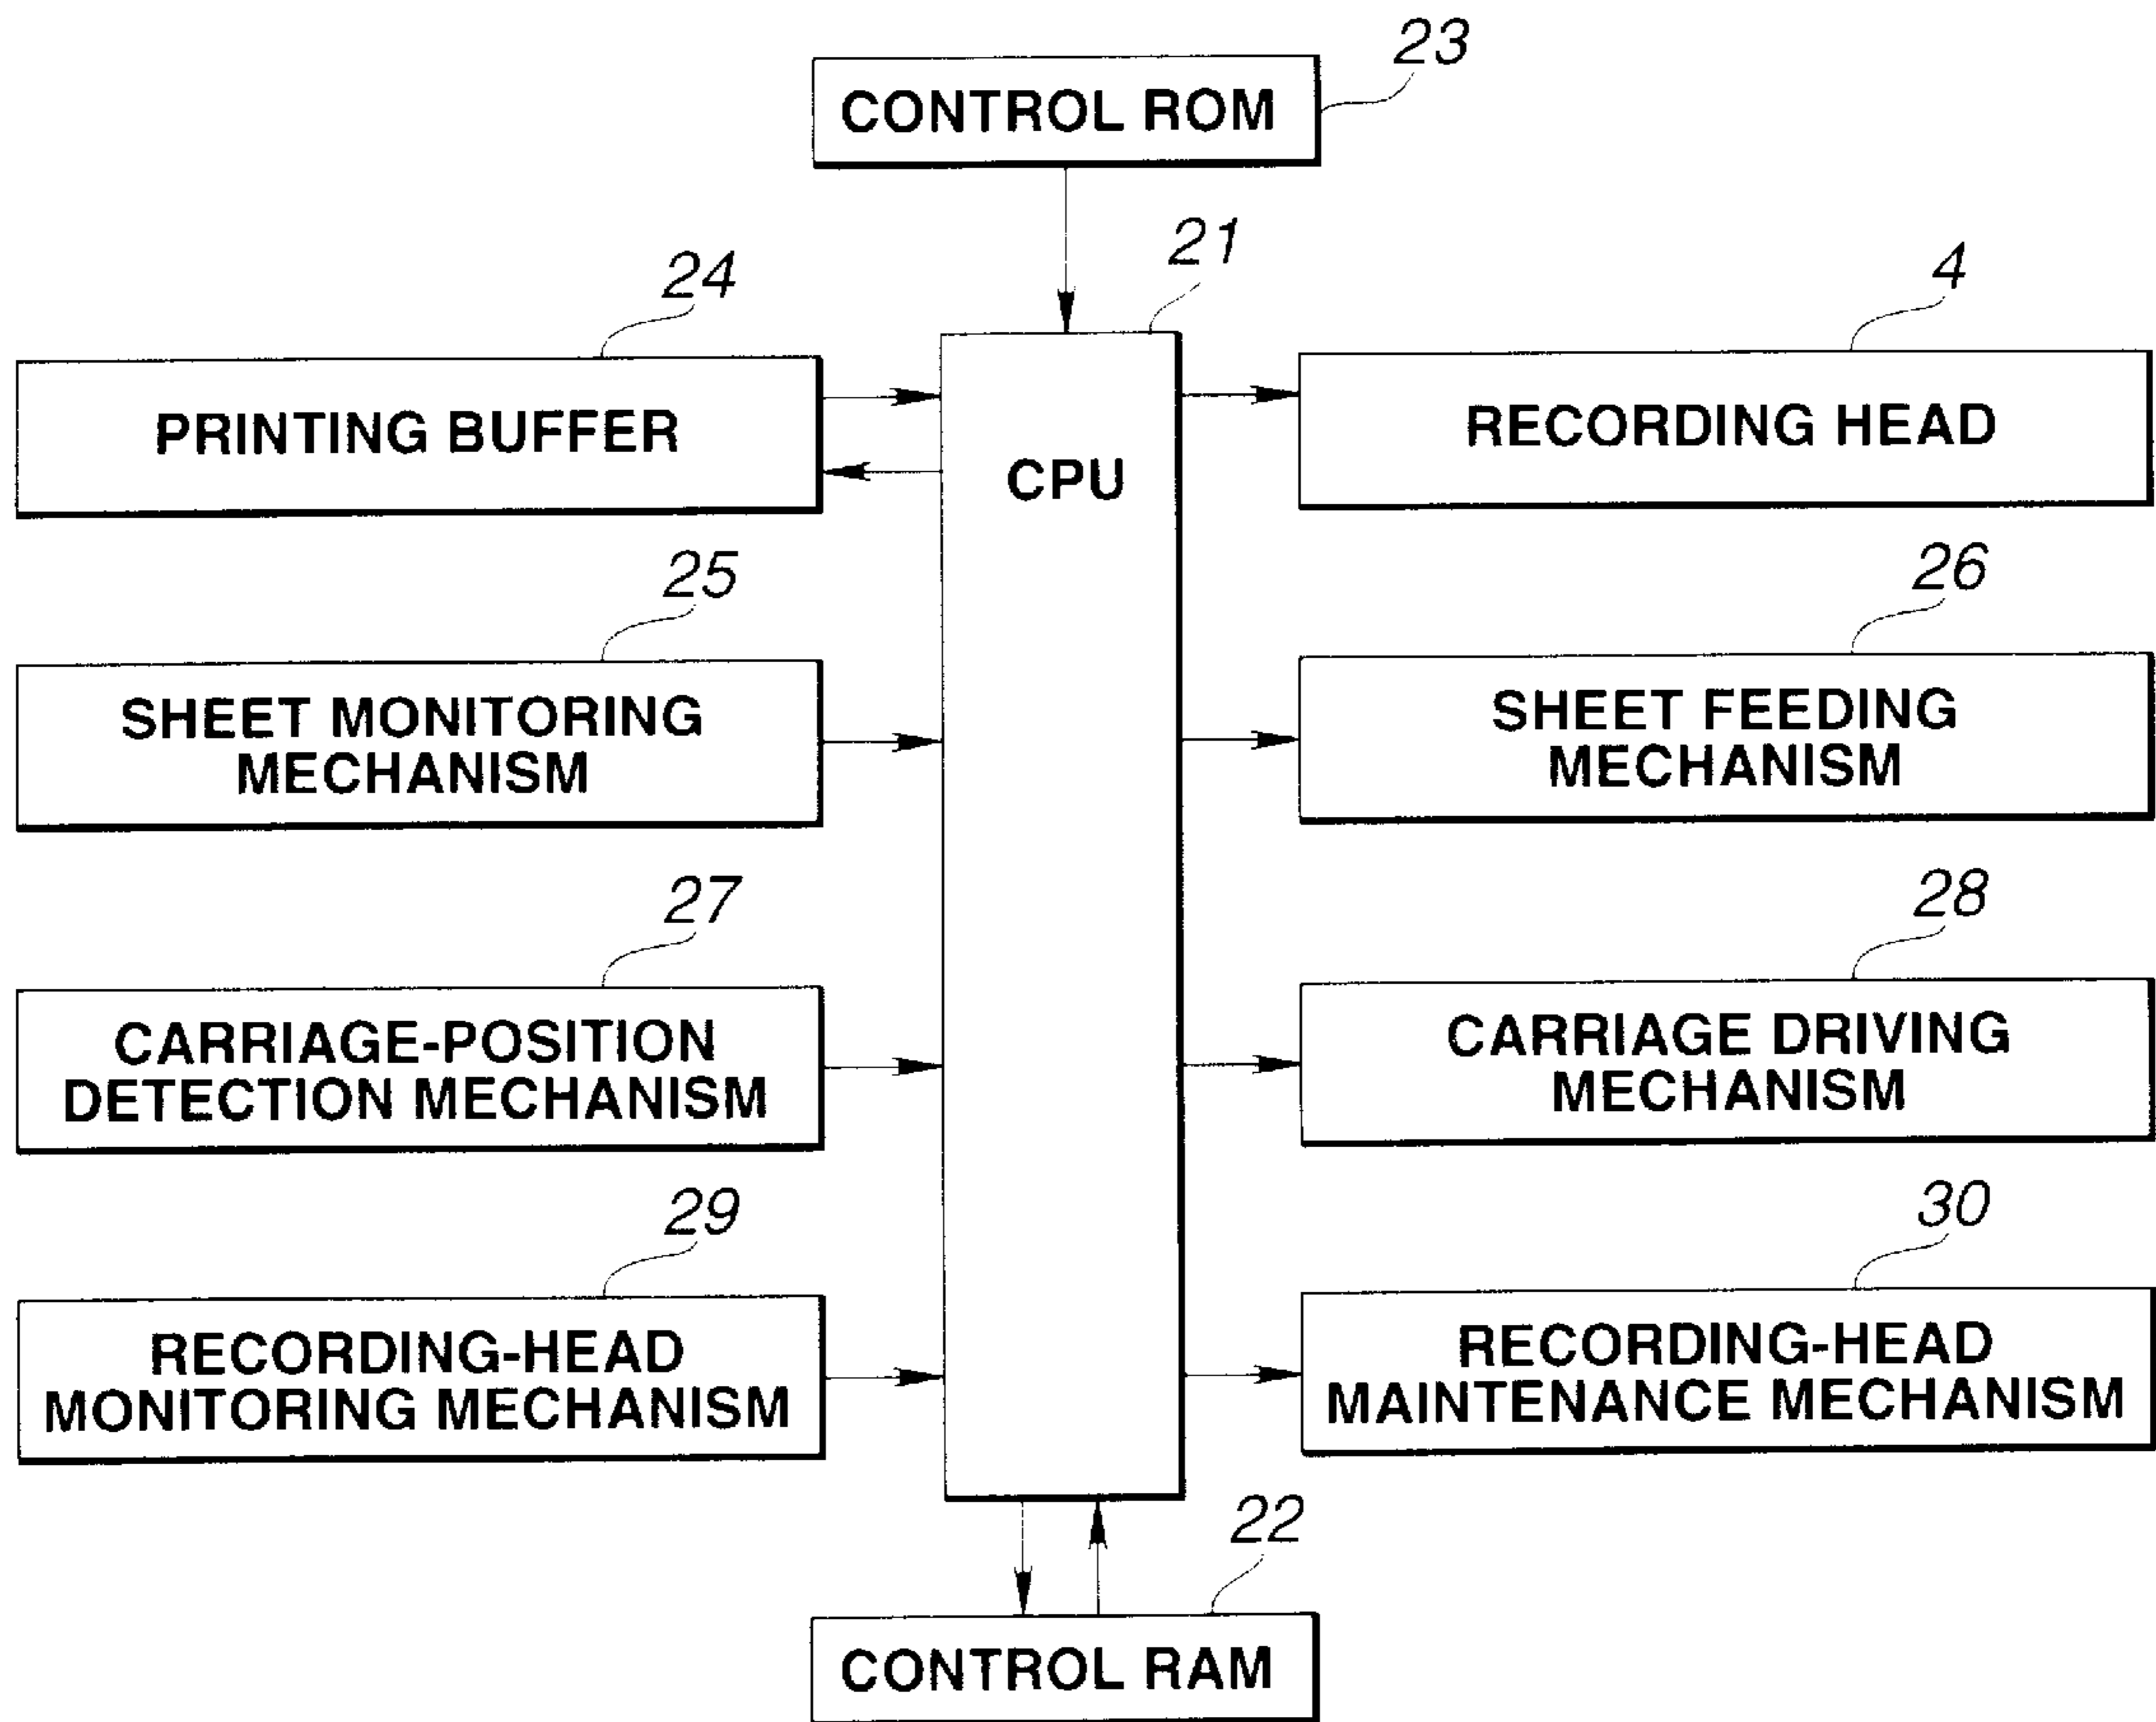 23
CONTROL ROM
21
24
4
PRINTING BUFFER
CPU
RECORDING HEAD
25
26
SHEET MONITORING
MECHANISM
SHEET FEEDING
MECHANISM
27
28
CARRIAGE-POSITION
DETECTION MECHANISM
CARRIAGE DRIVING
MECHANISM
29
30
RECORDING-HEAD
MONITORING MECHANISM
RECORDING-HEAD
MAINTENANCE MECHANISM
22
CONTROL RAM